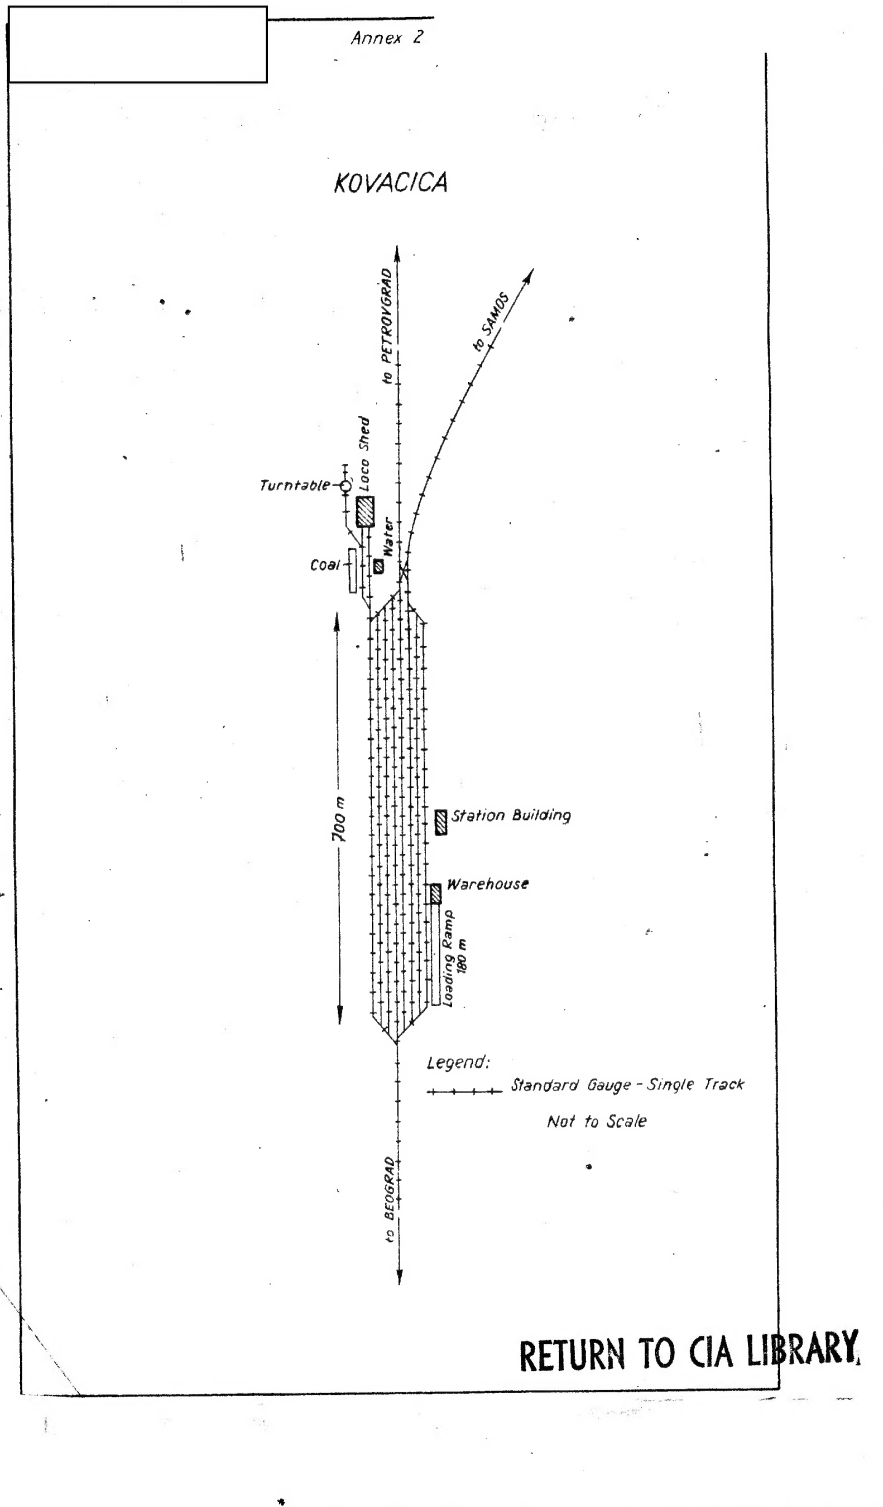 Annex 2
KOVACICA
to PETROVGRAD
to SAMOS
Loco Shed
Turntable
Water
Coal
700 m
Station Building
Warehouse
Loading Ramp
180 m
Legend:
Standard Gauge - Single Track
Not to Scale
to BEOGRAD
RETURN TO CIA LIBRARY